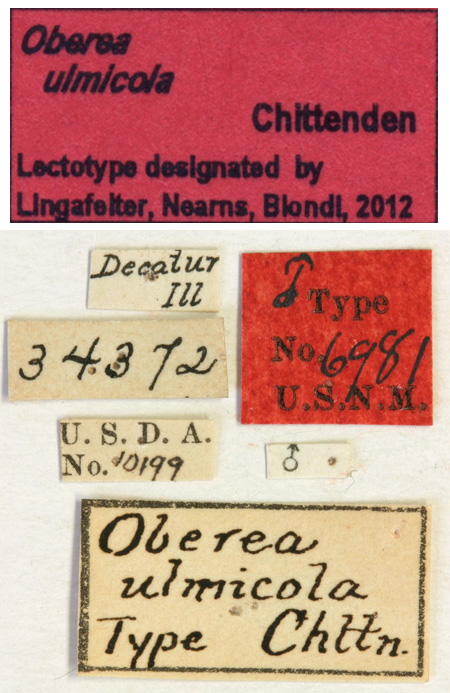 Oberea
ulmicola
Chittenden
Lectotype designated by
Lingafelter, Nearns, Biondi, 2012
Decatur
Ill
♂ Type
No. 6981
U.S.N.M.
34372
U. S. D. A.
No. 10199
♂
Oberea
ulmicola
Type Chttn.